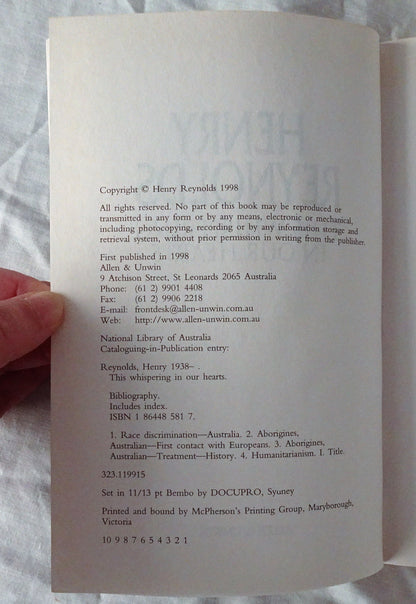 Copyright © Henry Reynolds 1998
All rights reserved. No part of this book may be reproduced or
transmitted in any form or by any means, electronic or mechanical,
including photocopying, recording or by any information storage and
retrieval system, without prior permission in writing from the publisher.
First published in 1998
Allen & Unwin
9 Atchison Street, St Leonards 2065 Australia
Phone: (61 2) 9901 4408
Fax: (61 2) 9906 2218
E-mail: frontdesk@allen-unwin.com.au
Web: http://www.allen-unwin.com.au
National Library of Australia
Cataloguing-in-Publication entry:
Reynolds, Henry 1938– .
This whispering in our hearts.
Bibliography.
Includes index.
ISBN 1 86448 581 7.
1. Race discrimination—Australia. 2. Aborigines,
Australian—First contact with Europeans. 3. Aborigines,
Australian—Treatment—History. 4. Humanitarianism. I. Title.
323.119915
Set in 11/13 pt Bembo by DOCUPRO, Syuney
Printed and bound by McPherson's Printing Group, Maryborough,
Victoria
10 9 8 7 6 5 4 3 2 1